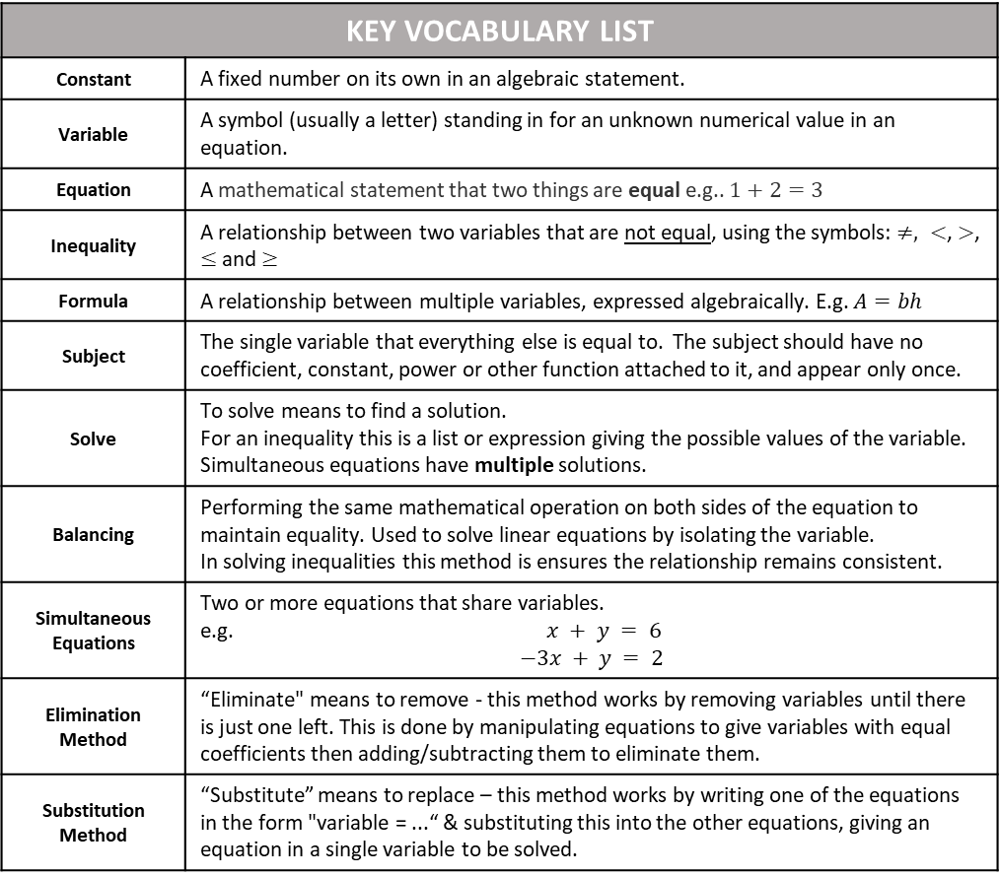 KEY VOCABULARY LIST
Constant
A fixed number on its own in an algebraic statement.
Variable
A symbol (usually a letter) standing in for an unknown numerical value in an
equation.
Equation
A mathematical statement that two things are equal e.g.. 1 + 2 = 3
Inequality
A relationship between two variables that are not equal, using the symbols: ≠, <, >,
≤ and ≥
Formula
A relationship between multiple variables, expressed algebraically. E.g. A = bh
Subject
The single variable that everything else is equal to. The subject should have no
coefficient, constant, power or other function attached to it, and appear only once.
Solve
To solve means to find a solution.
For an inequality this is a list or expression giving the possible values of the variable.
Simultaneous equations have multiple solutions.
Balancing
Performing the same mathematical operation on both sides of the equation to
maintain equality. Used to solve linear equations by isolating the variable.
In solving inequalities this method is ensures the relationship remains consistent.
Simultaneous
Equations
Two or more equations that share variables.
e.g. x + y = 6
−3x + y = 2
Elimination
Method
“Eliminate" means to remove - this method works by removing variables until there
is just one left. This is done by manipulating equations to give variables with equal
coefficients then adding/subtracting them to eliminate them.
Substitution
Method
“Substitute” means to replace – this method works by writing one of the equations
in the form "variable = ...“ & substituting this into the other equations, giving an
equation in a single variable to be solved.